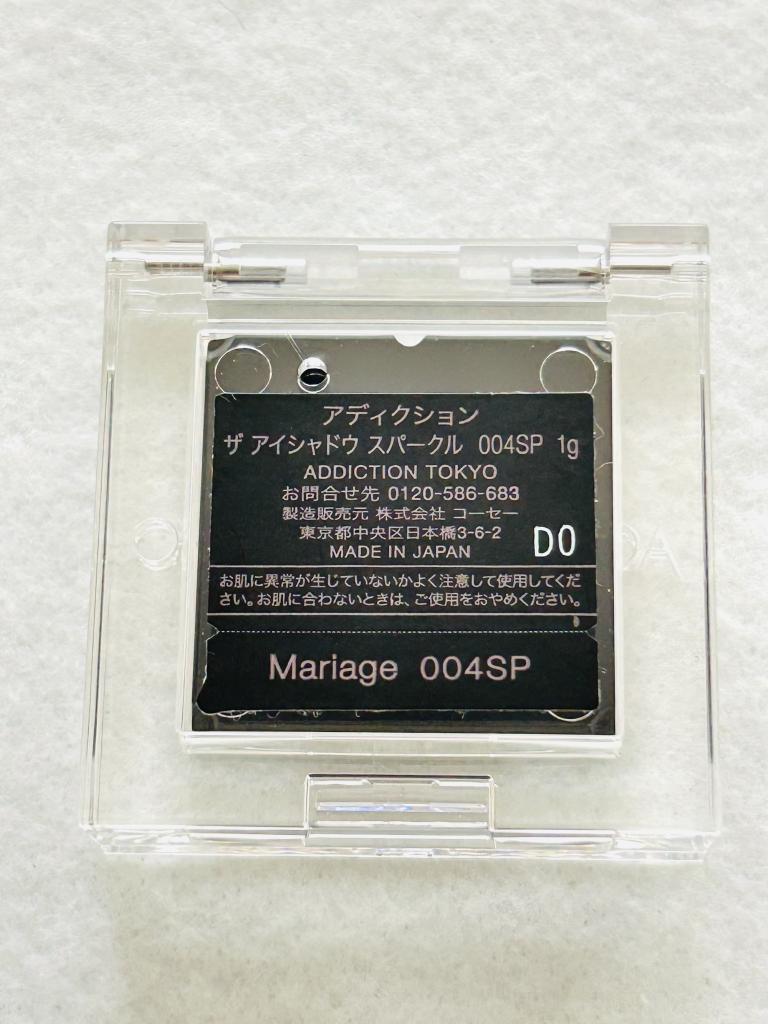 アディクション
ザ アイシャドウ スパークル 004SP 1g
ADDICTION TOKYO
お問合せ先 0120-586-683
製造販売元 株式会社 コーセー
東京都中央区日本橋3-6-2
MADE IN JAPAN
D0
お肌に異常が生じていないかよく注意して使用してくだ
さい。お肌に合わないときは、ご使用をおやめください。
Mariage 004SP